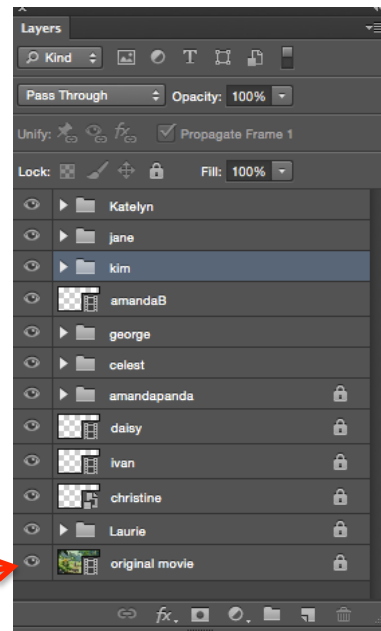 Layers
Kind
T
Pass Through Opacity: 100%
Unify: Propagate Frame 1
Lock: Fill: 100%
Katelyn
jane
kim
amandaB
george
celest
amandapanda
daisy
ivan
christine
Laurie
original movie
fx